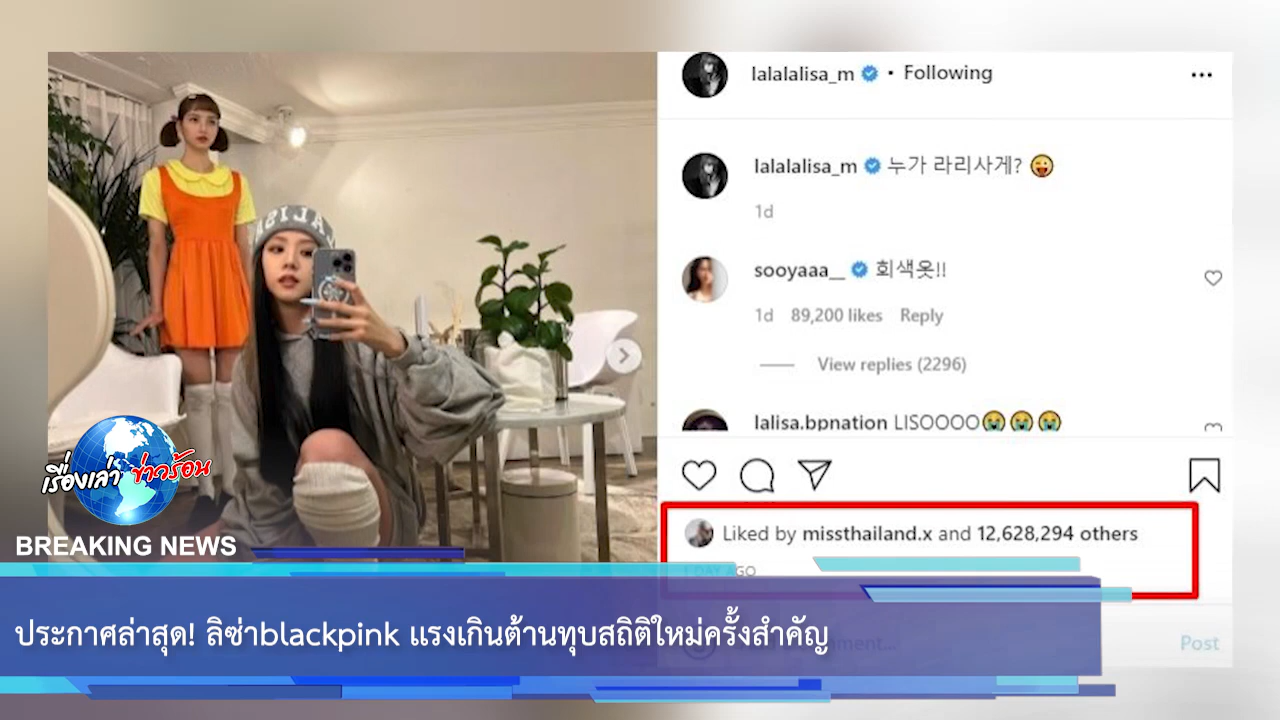 lalalalisa_m • Following
lalalalisa_m 누가 라리사게? 😜
1d
sooyaaa__ 회색옷!!
1d 89,200 likes Reply
View replies (2296)
lalisa.bpnation LISOOOO😭😭😭
Liked by missthailand.x and 12,628,294 others
1 DAY AGO
Post
เรื่องเล่า ข่าวร้อน
BREAKING NEWS
ประกาศล่าสุด! ลิซ่าblackpink แรงเกินต้านทุบสถิติใหม่ครั้งสำคัญ